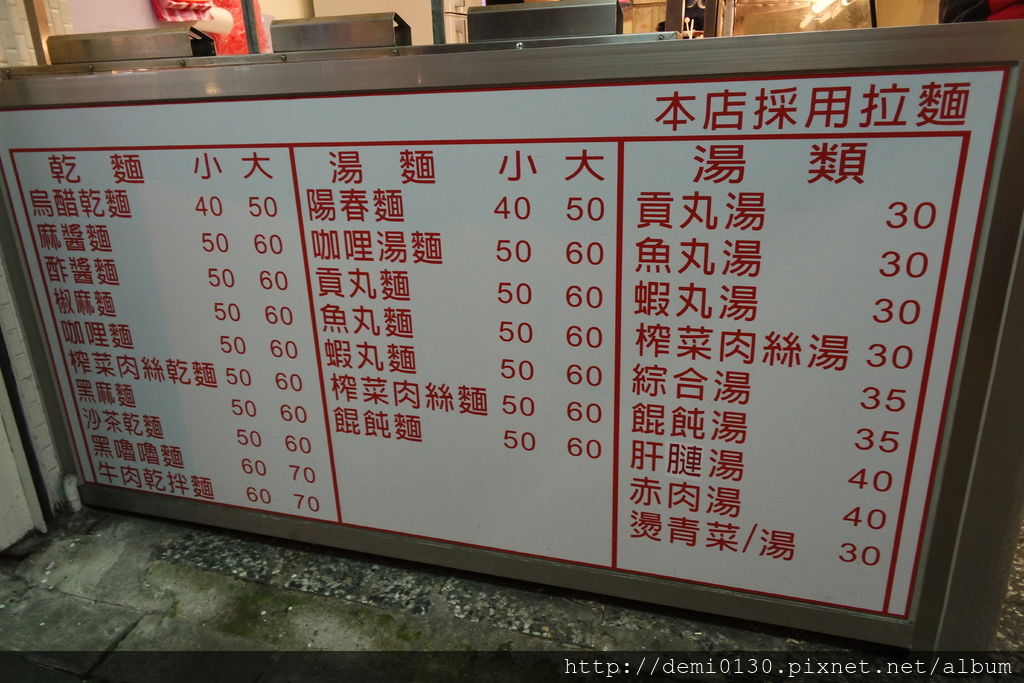 本店採用拉麵
乾 麵 小 大
烏醋乾麵 40 50
麻醬麵 50 60
酢醬麵 50 60
椒麻麵 50 60
咖哩麵 50 60
榨菜肉絲乾麵 50 60
黑麻麵 50 60
沙茶乾麵 50 60
黑嚕嚕麵 60 70
牛肉乾拌麵 60 70
湯 麵 小 大
陽春麵 40 50
咖哩湯麵 50 60
貢丸麵 50 60
魚丸麵 50 60
蝦丸麵 50 60
榨菜肉絲麵 50 60
餛飩麵 50 60
湯 類
貢丸湯 30
魚丸湯 30
蝦丸湯 30
榨菜肉絲湯 30
綜合湯 35
餛飩湯 35
肝腱湯 40
赤肉湯 40
燙青菜/湯 30
http://demi0130.pixnet.net/album